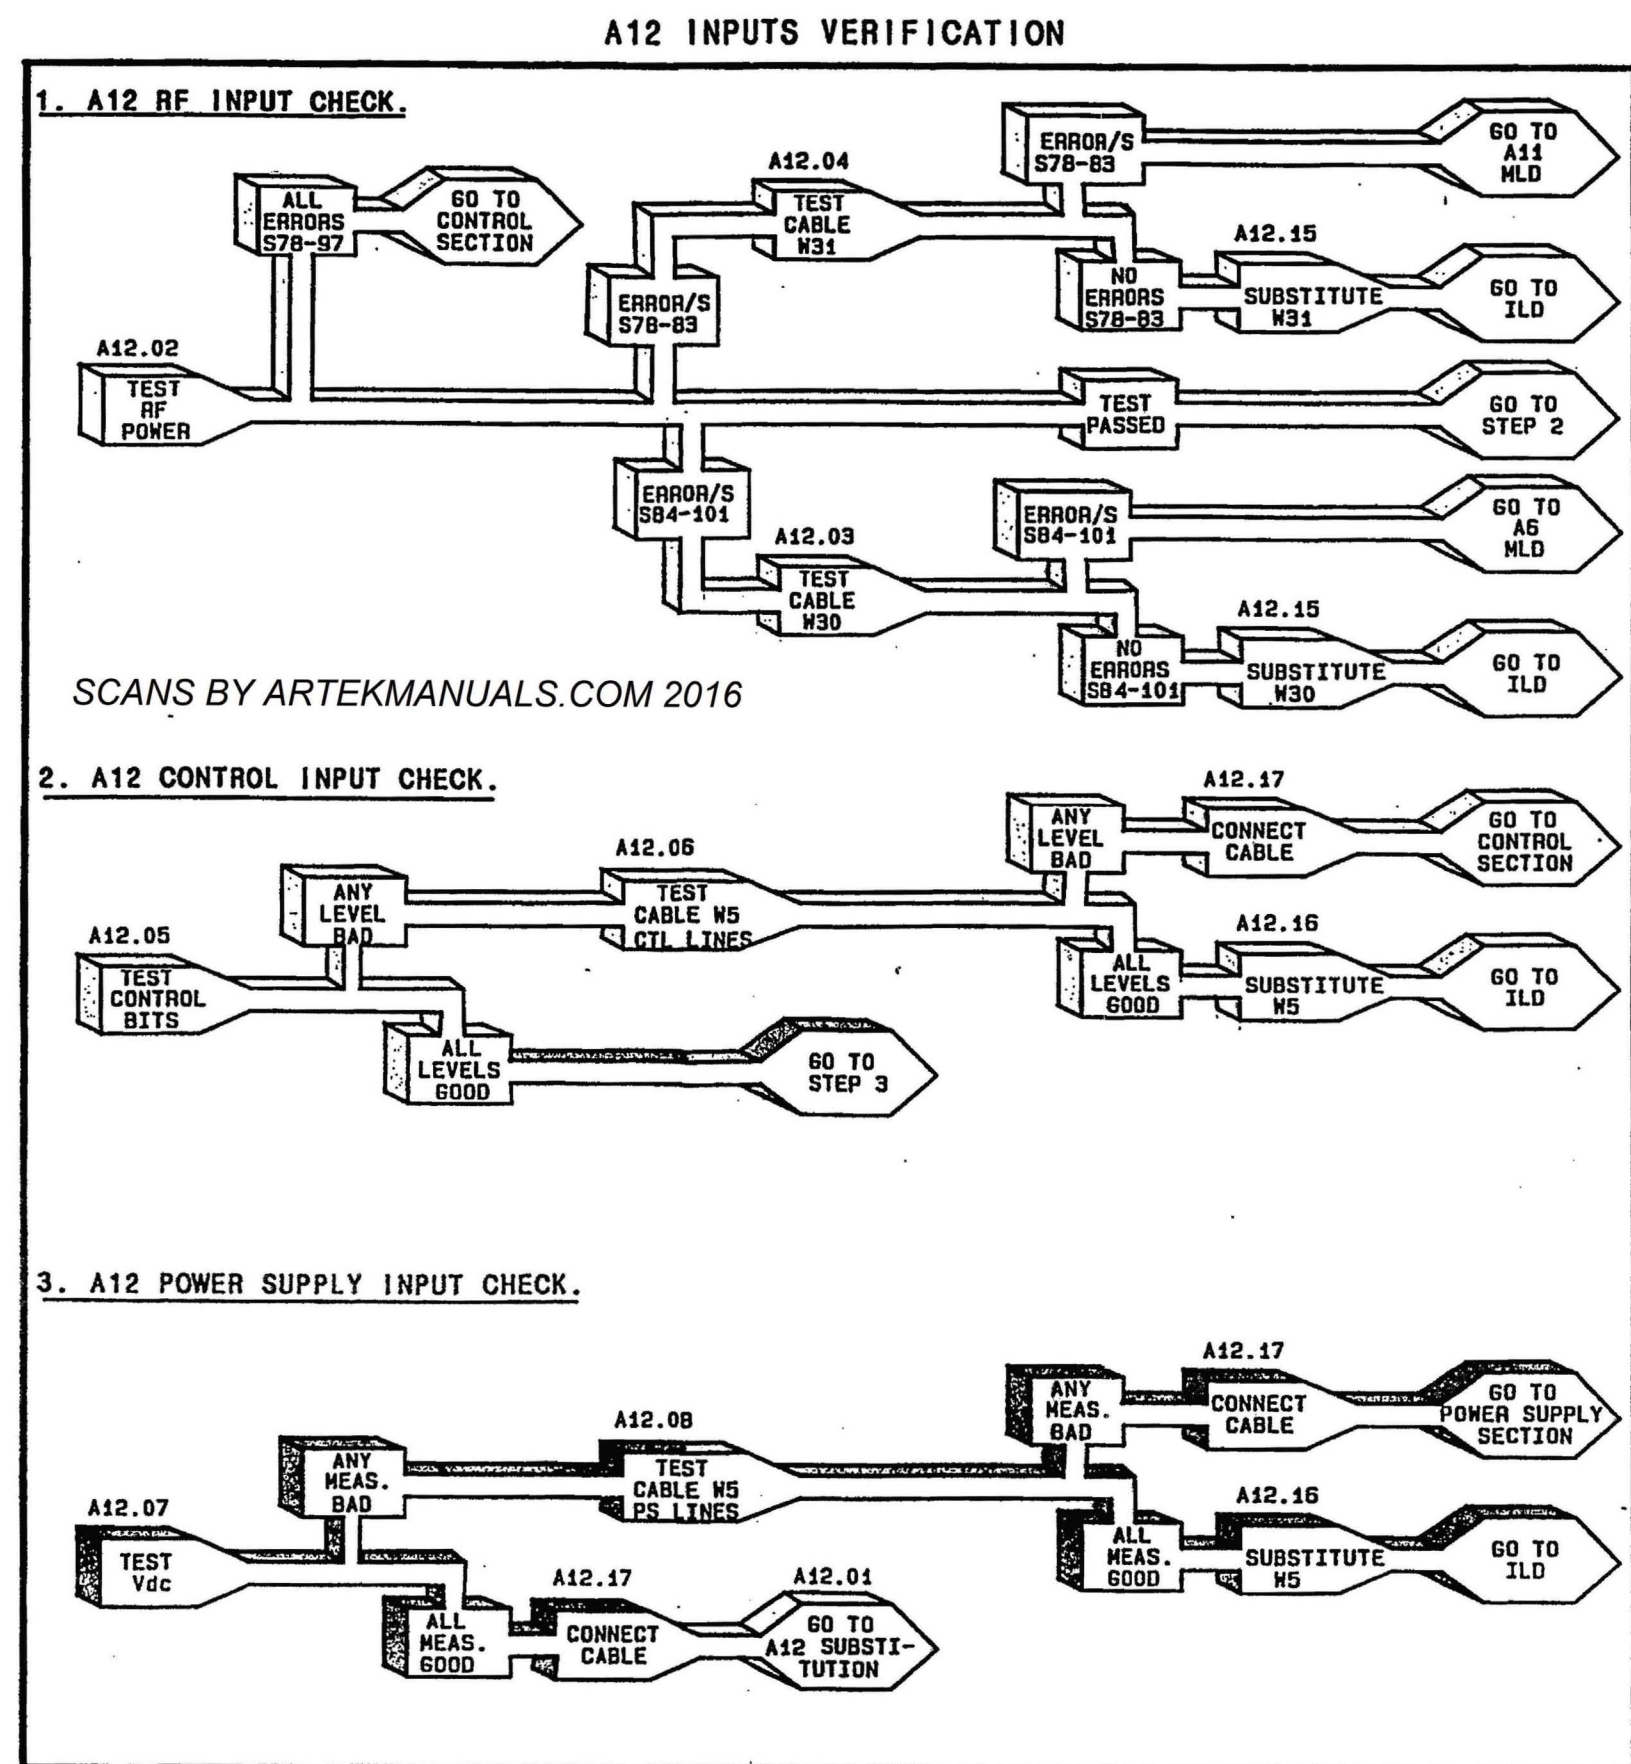 A12 INPUTS VERIFICATION
1. A12 RF INPUT CHECK.
A12.02
TEST
RF
POWER
ALL
ERRORS
S78-97
GO TO
CONTROL
SECTION
ERROR/S
S78-83
A12.04
TEST
CABLE
W31
ERROR/S
S78-83
GO TO
A11
MLD
NO
ERRORS
S78-83
A12.15
SUBSTITUTE
W31
GO TO
ILD
TEST
PASSED
GO TO
STEP 2
ERROR/S
S84-101
A12.03
TEST
CABLE
W30
ERROR/S
S84-101
GO TO
A6
MLD
NO
ERRORS
S84-101
A12.15
SUBSTITUTE
W30
GO TO
ILD
SCANS BY ARTEKMANUALS.COM 2016
2. A12 CONTROL INPUT CHECK.
A12.05
TEST
CONTROL
BITS
ANY
LEVEL
BAD
A12.06
TEST
CABLE W5
CTL LINES
ANY
LEVEL
BAD
A12.17
CONNECT
CABLE
GO TO
CONTROL
SECTION
ALL
LEVELS
GOOD
A12.16
SUBSTITUTE
W5
GO TO
ILD
ALL
LEVELS
GOOD
GO TO
STEP 3
3. A12 POWER SUPPLY INPUT CHECK.
A12.07
TEST
Vdc
ANY
MEAS.
BAD
A12.08
TEST
CABLE W5
PS LINES
ANY
MEAS.
BAD
A12.17
CONNECT
CABLE
GO TO
POWER SUPPLY
SECTION
ALL
MEAS.
GOOD
A12.16
SUBSTITUTE
W5
GO TO
ILD
ALL
MEAS.
GOOD
A12.17
CONNECT
CABLE
A12.01
GO TO
A12 SUBSTI-
TUTION